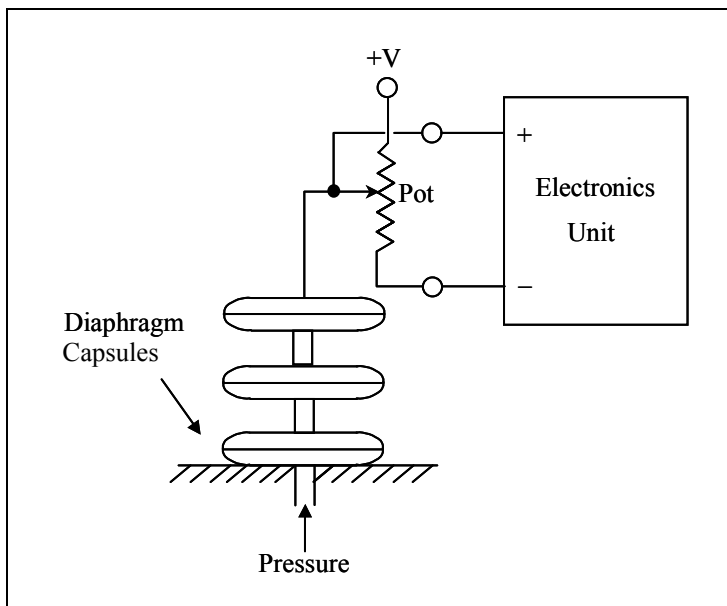 +V
+
Pot
Electronics
Unit
−
Diaphragm
Capsules
Pressure